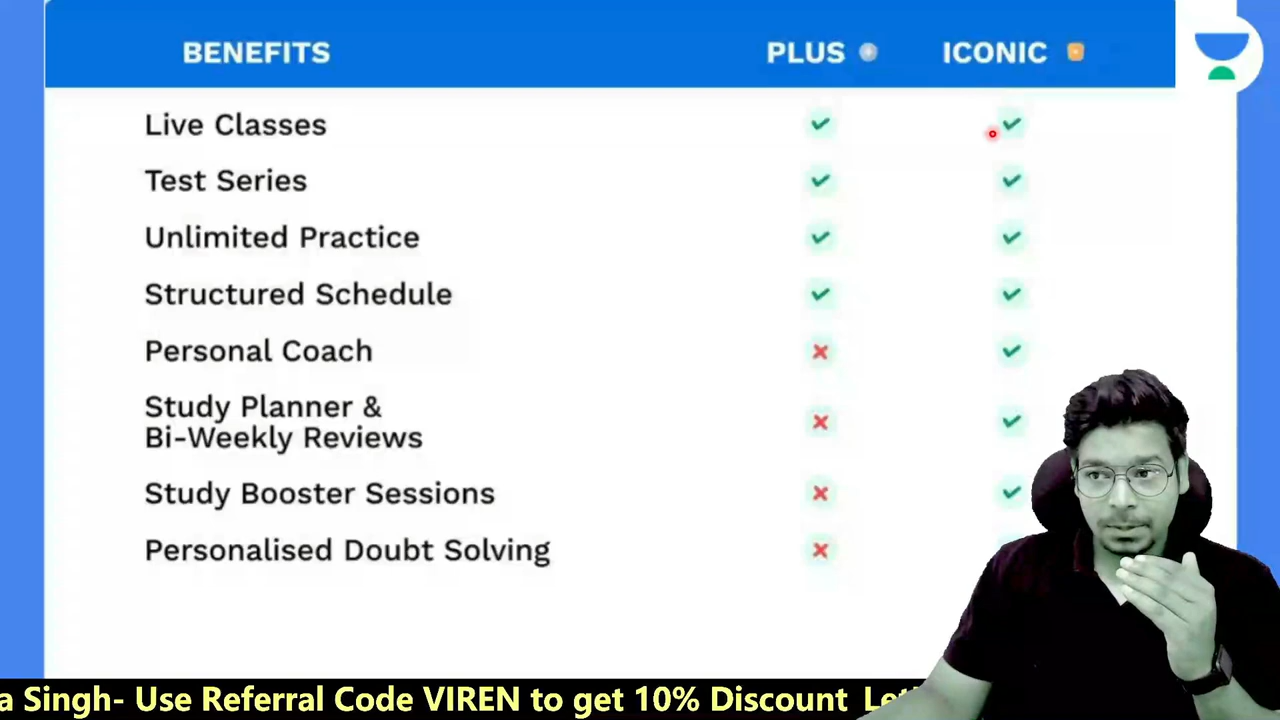 BENEFITS PLUS ICONIC
Live Classes
Test Series
Unlimited Practice
Structured Schedule
Personal Coach
Study Planner &
Bi-Weekly Reviews
Study Booster Sessions
Personalised Doubt Solving
a Singh- Use Referral Code VIREN to get 10% Discount